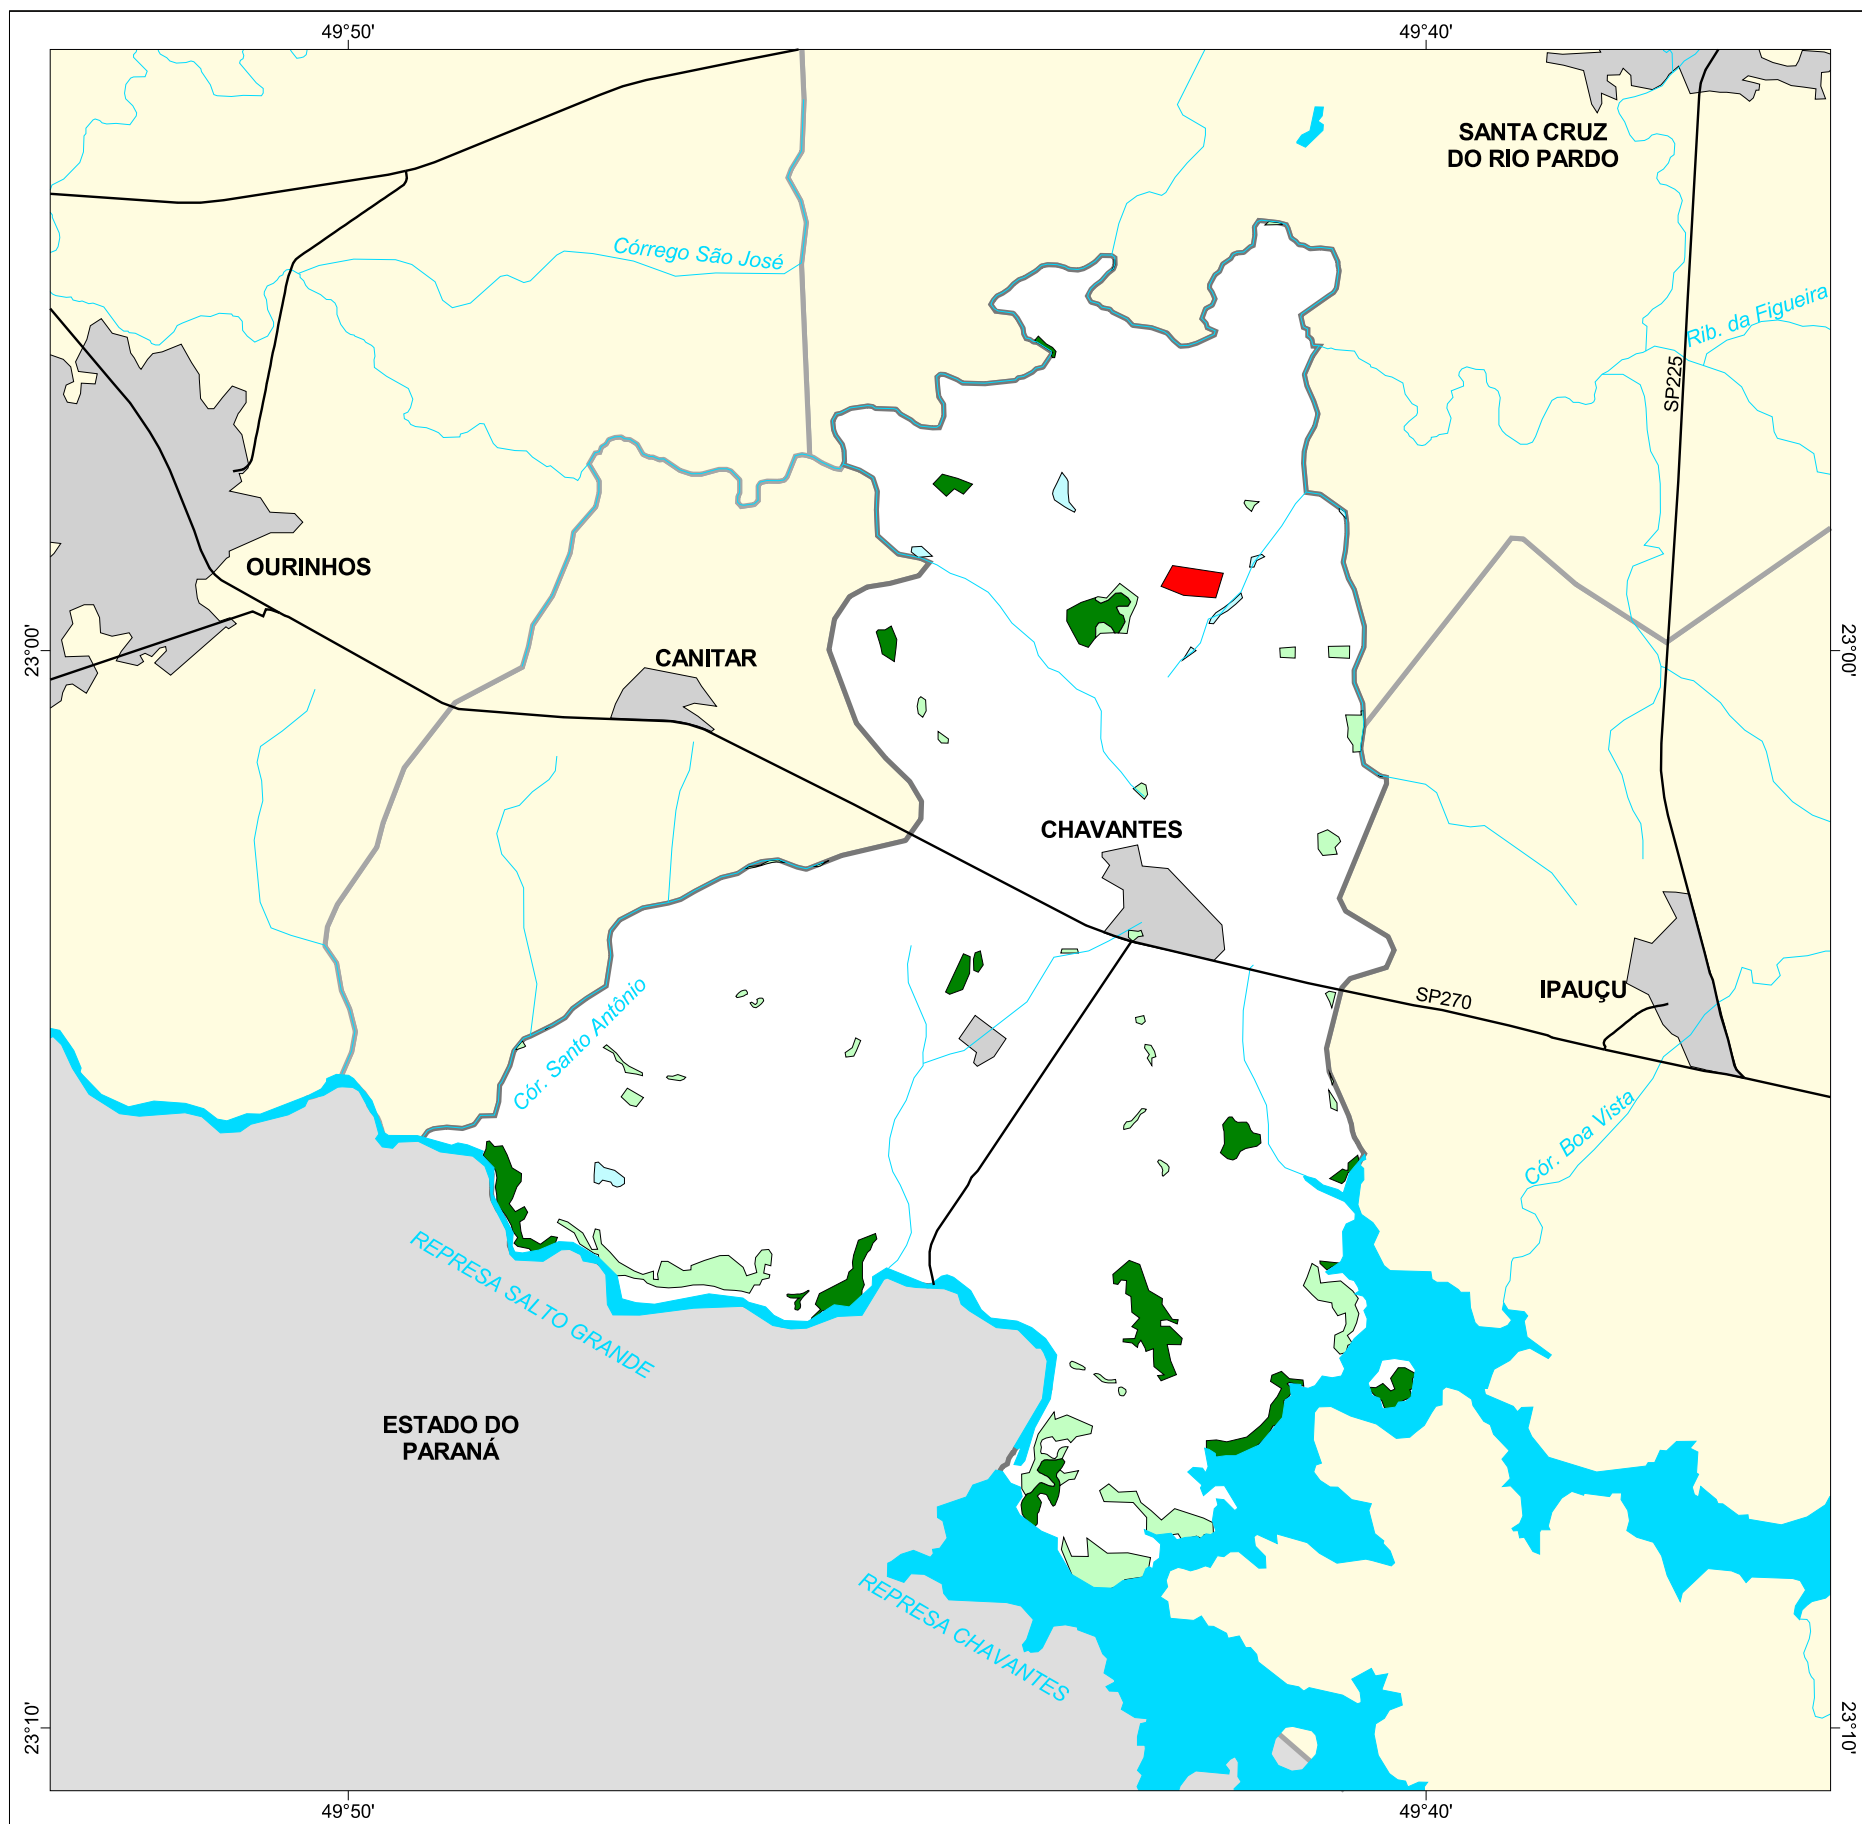 49°50'
49°40'
SANTA CRUZ
DO RIO PARDO
Córrego São José
Rib. da Figueira
SP225
OURINHOS
23°00'
CANITAR
23°00'
CHAVANTES
Cór. Santo Antônio
SP270
IPAUÇU
Cór. Boa Vista
REPRESA SALTO GRANDE
ESTADO DO
PARANÁ
REPRESA CHAVANTES
23°10'
23°10'
49°50'
49°40'